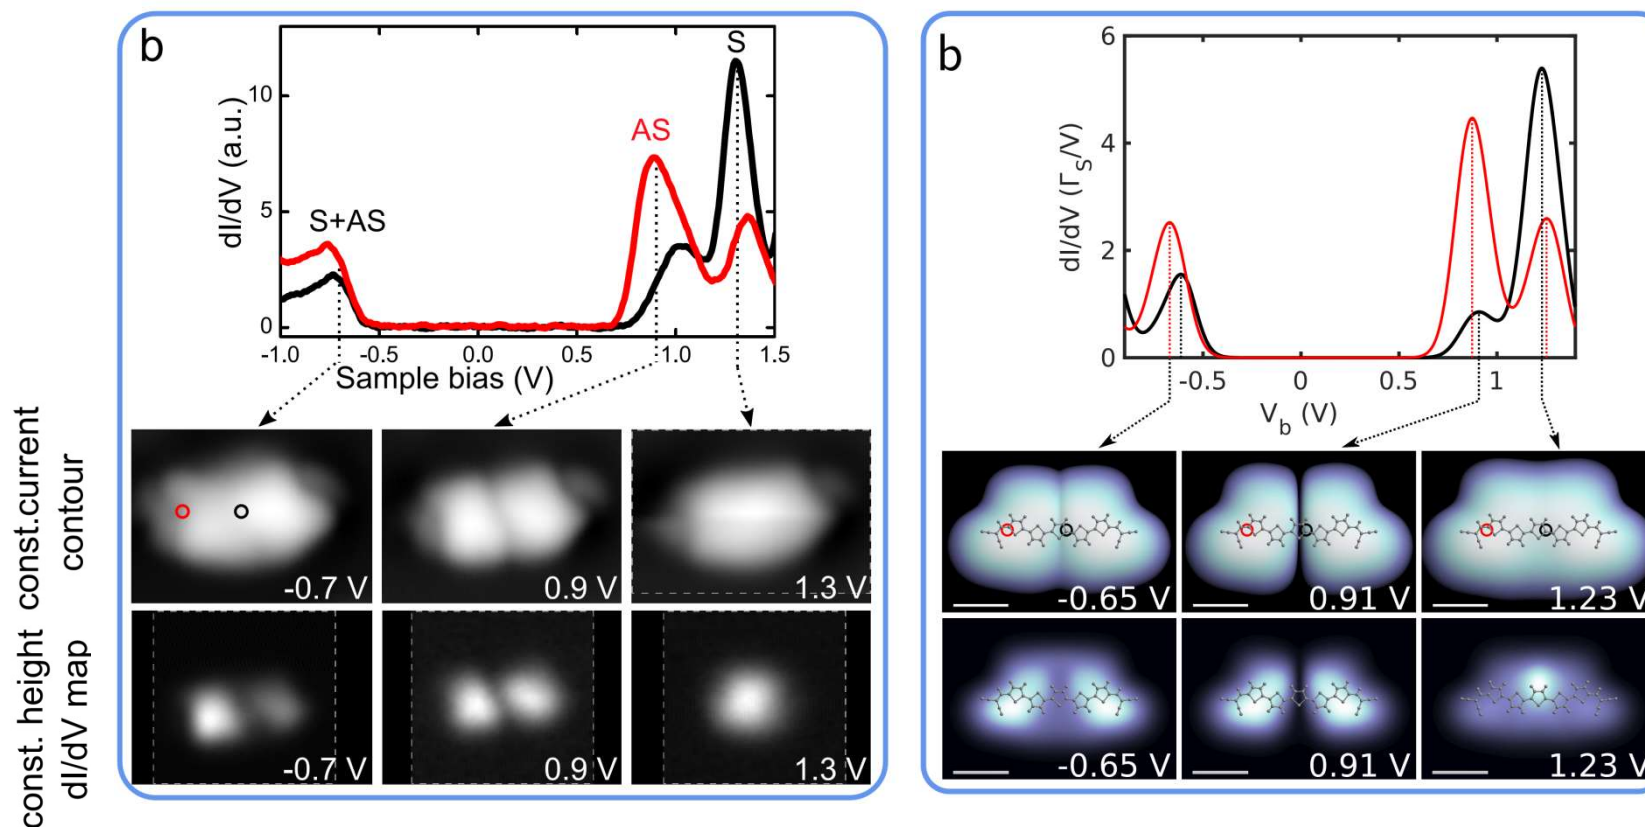 b
S
AS
S+AS
dI/dV (a.u.)
10
5
0
-1.0 -0.5 0.0 0.5 1.0 1.5
Sample bias (V)
const.current
contour
-0.7 V 0.9 V 1.3 V
const. height
dI/dV map
-0.7 V 0.9 V 1.3 V
b
dI/dV (Γ_S/V)
6
4
2
0
-0.5 0 0.5 1
V_b (V)
-0.65 V 0.91 V 1.23 V
-0.65 V 0.91 V 1.23 V